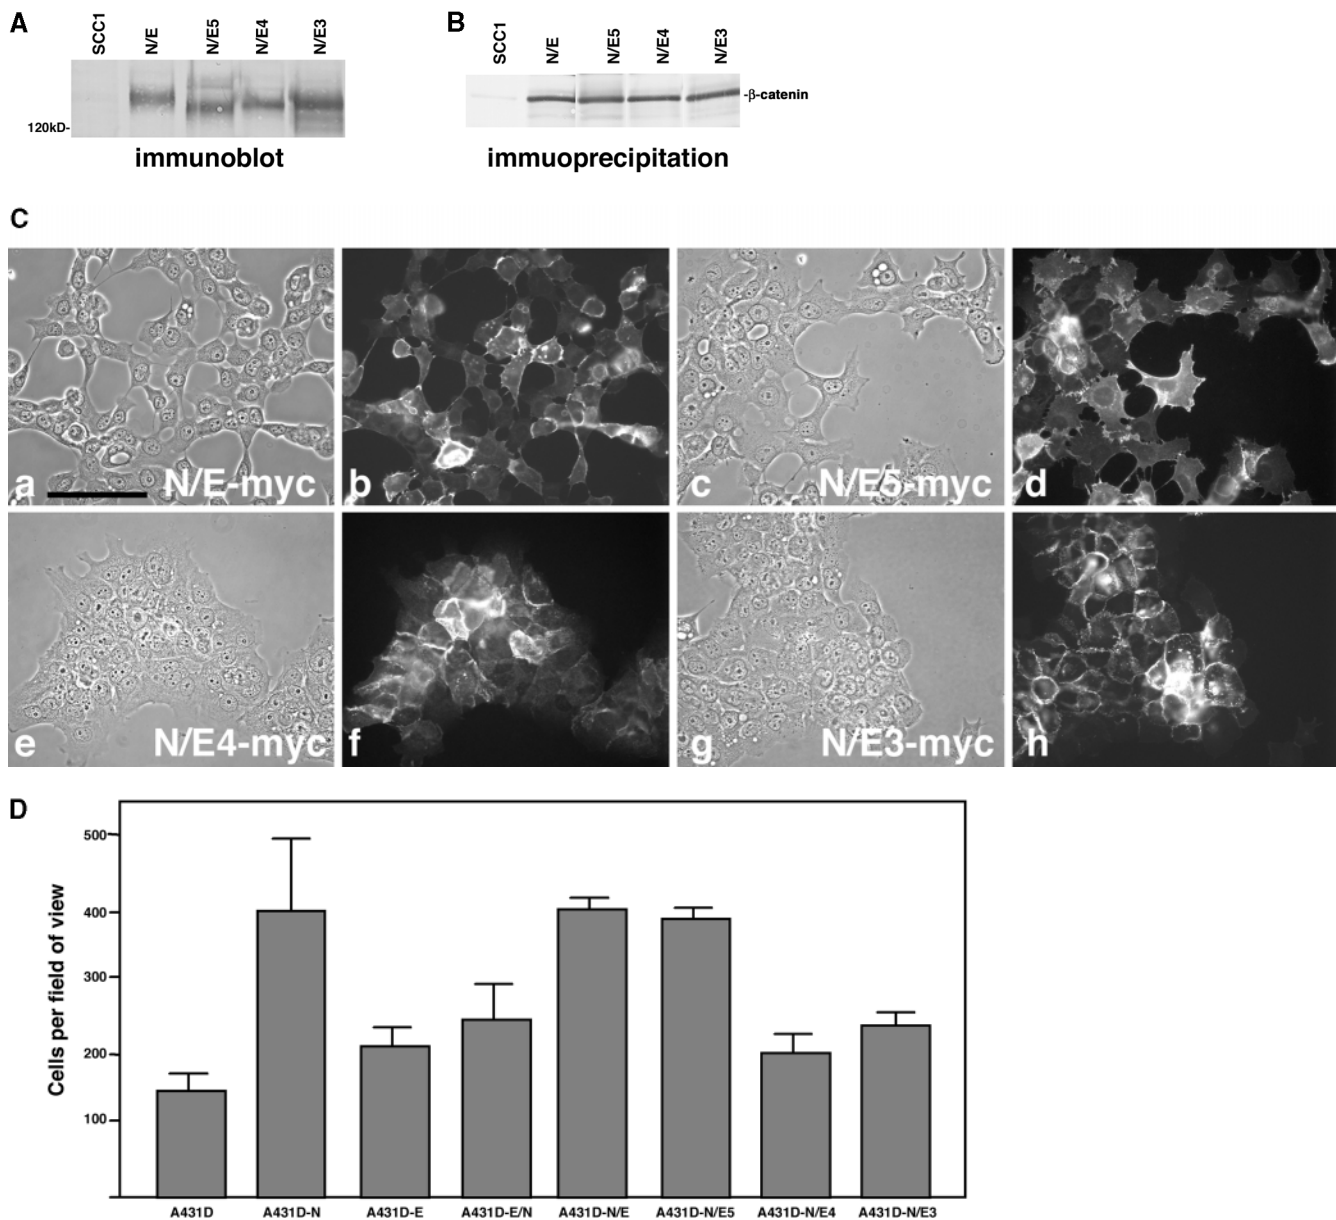 A
SCC1 N/E N/E5 N/E4 N/E3
120kD-
immunoblot
B
SCC1 N/E N/E5 N/E4 N/E3
-β-catenin
immuoprecipitation
C
a N/E-myc b c N/E5-myc d
e N/E4-myc f g N/E3-myc h
D
Cells per field of view
500
400
300
200
100
A431D A431D-N A431D-E A431D-E/N A431D-N/E A431D-N/E5 A431D-N/E4 A431D-N/E3